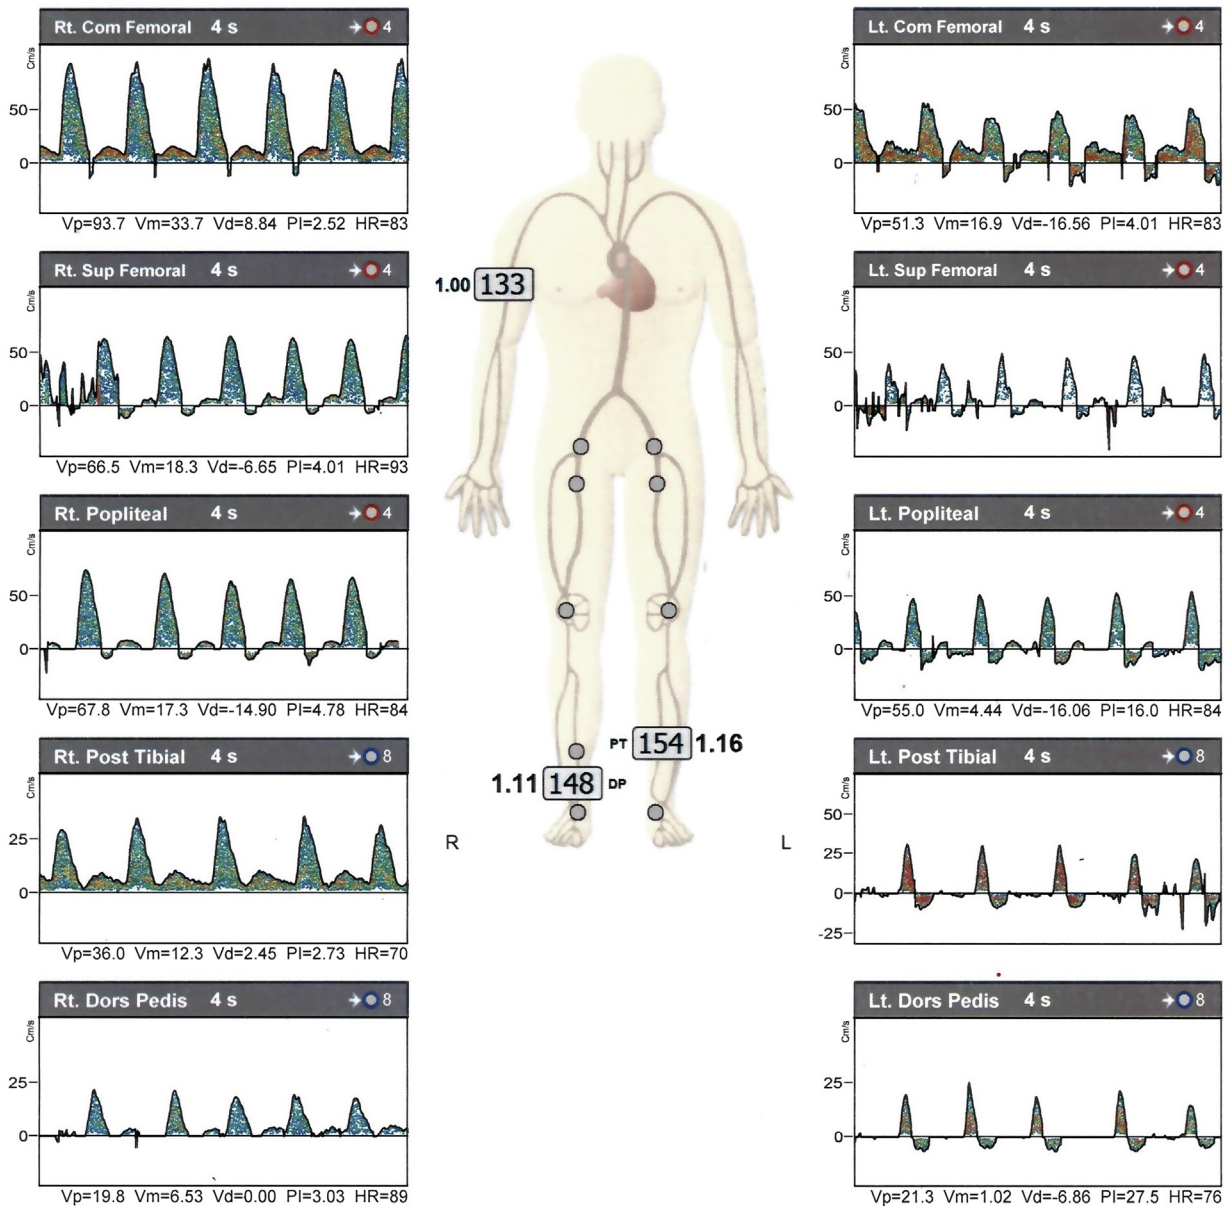 Rt. Com Femoral 4 s 4
Cm/s
50
0
Vp=93.7 Vm=33.7 Vd=8.84 PI=2.52 HR=83
Rt. Sup Femoral 4 s 4
Cm/s
50
0
Vp=66.5 Vm=18.3 Vd=-6.65 PI=4.01 HR=93
Rt. Popliteal 4 s 4
Cm/s
50
0
Vp=67.8 Vm=17.3 Vd=-14.90 PI=4.78 HR=84
Rt. Post Tibial 4 s 8
Cm/s
25
0
Vp=36.0 Vm=12.3 Vd=2.45 PI=2.73 HR=70
Rt. Dors Pedis 4 s 8
Cm/s
25
0
Vp=19.8 Vm=6.53 Vd=0.00 PI=3.03 HR=89
1.00 133
PT 154 1.16
1.11 148 DP
R L
Lt. Com Femoral 4 s 4
Cm/s
50
0
Vp=51.3 Vm=16.9 Vd=-16.56 PI=4.01 HR=83
Lt. Sup Femoral 4 s 4
Cm/s
50
0
Lt. Popliteal 4 s 4
Cm/s
50
0
Vp=55.0 Vm=4.44 Vd=-16.06 PI=16.0 HR=84
Lt. Post Tibial 4 s 8
Cm/s
50
25
0
-25
Lt. Dors Pedis 4 s 8
Cm/s
25
0
Vp=21.3 Vm=1.02 Vd=-6.86 PI=27.5 HR=76